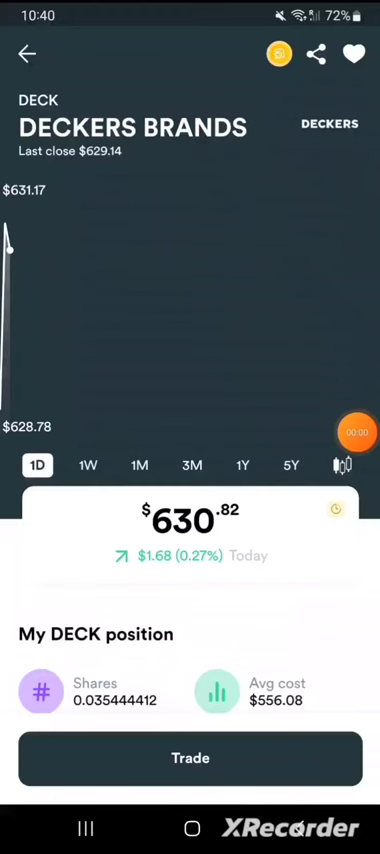 10:40
72%
DECK
DECKERS BRANDS
DECKERS
Last close $629.14
$631.17
$628.78
00:00
1D 1W 1M 3M 1Y 5Y
$630.82
$1.68 (0.27%) Today
My DECK position
# Shares
0.035444412
Avg cost
$556.08
Trade
XRecorder